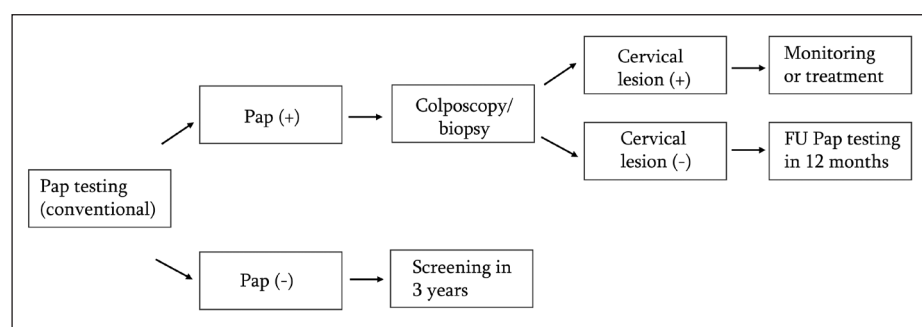 Pap testing
(conventional)
Pap (+)
Colposcopy/
biopsy
Cervical
lesion (+)
Monitoring
or treatment
Cervical
lesion (-)
FU Pap testing
in 12 months
Pap (-)
Screening in
3 years